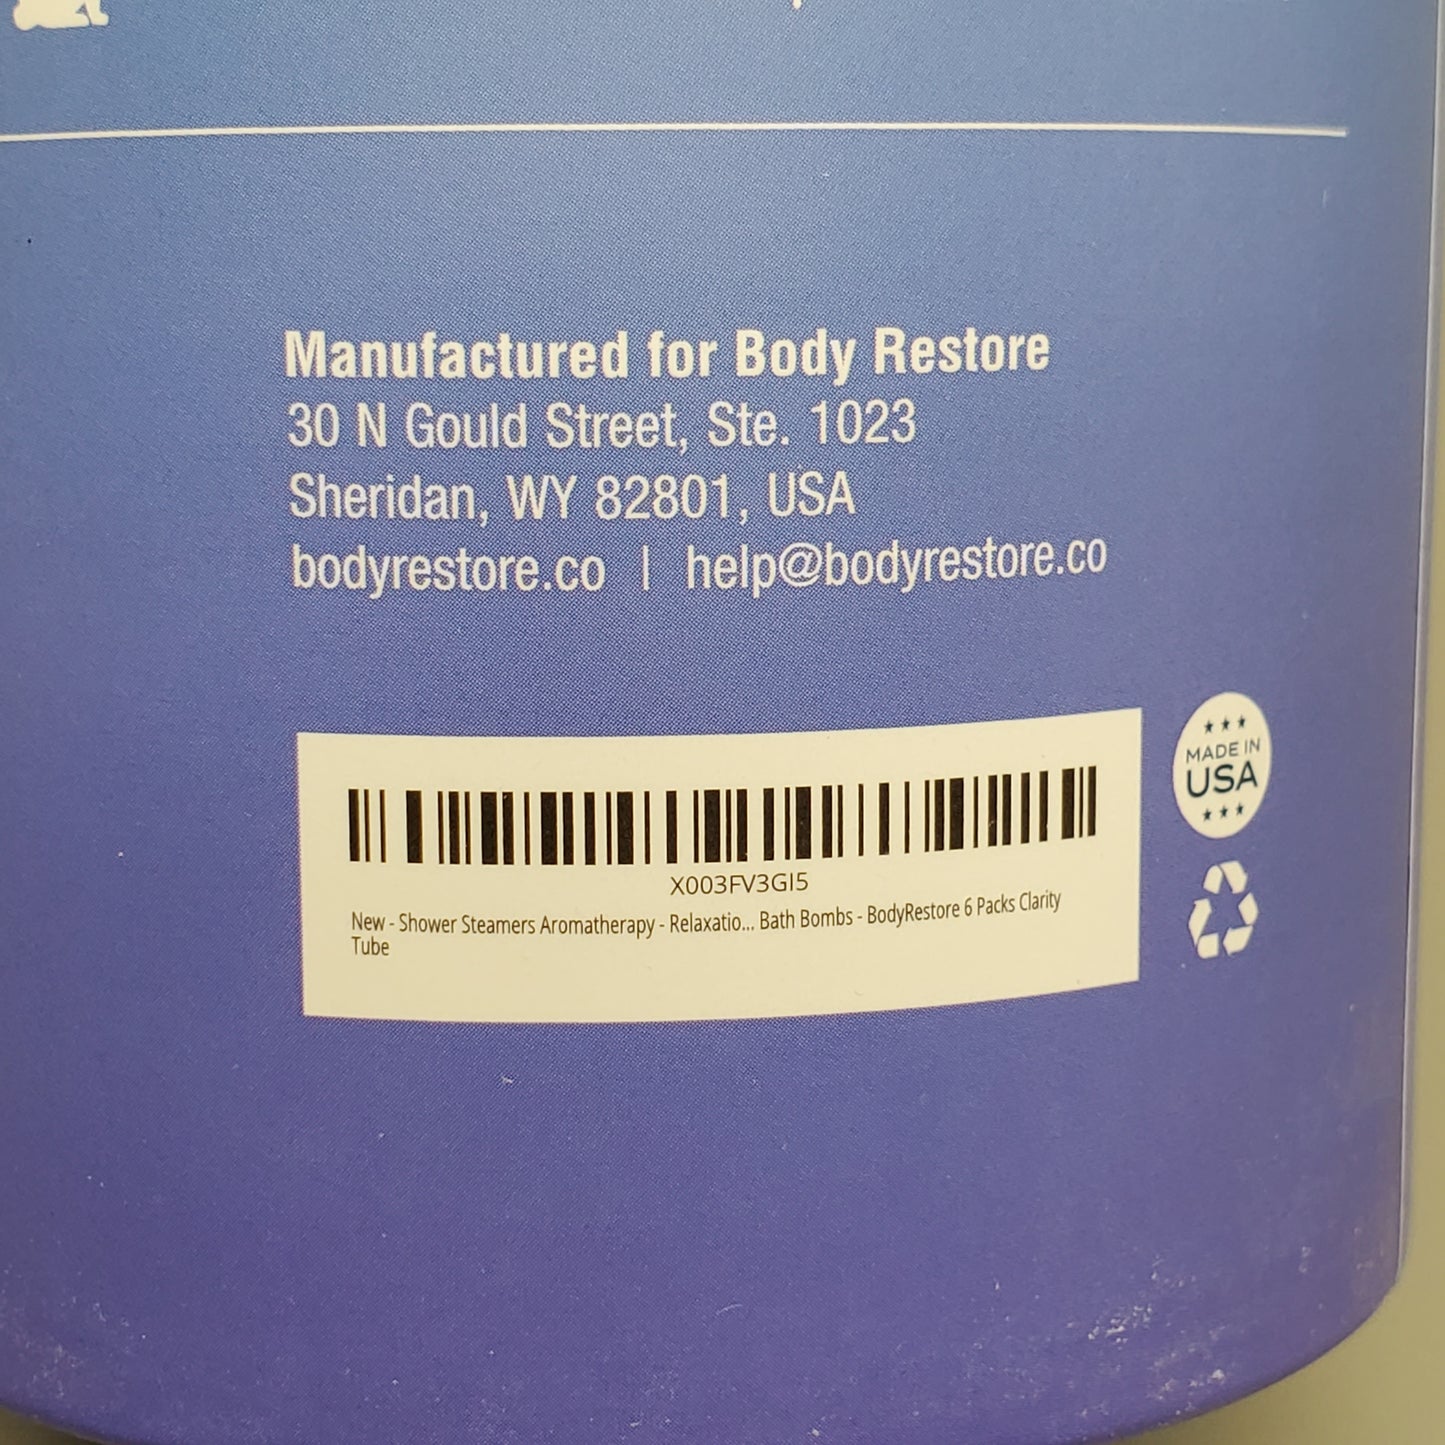 Manufactured for Body Restore
30 N Gould Street, Ste. 1023
Sheridan, WY 82801, USA
bodyrestore.co | help@bodyrestore.co
MADE IN
USA
X003FV3GI5
New - Shower Steamers Aromatherapy - Relaxatio... Bath Bombs - BodyRestore 6 Packs Clarity
Tube